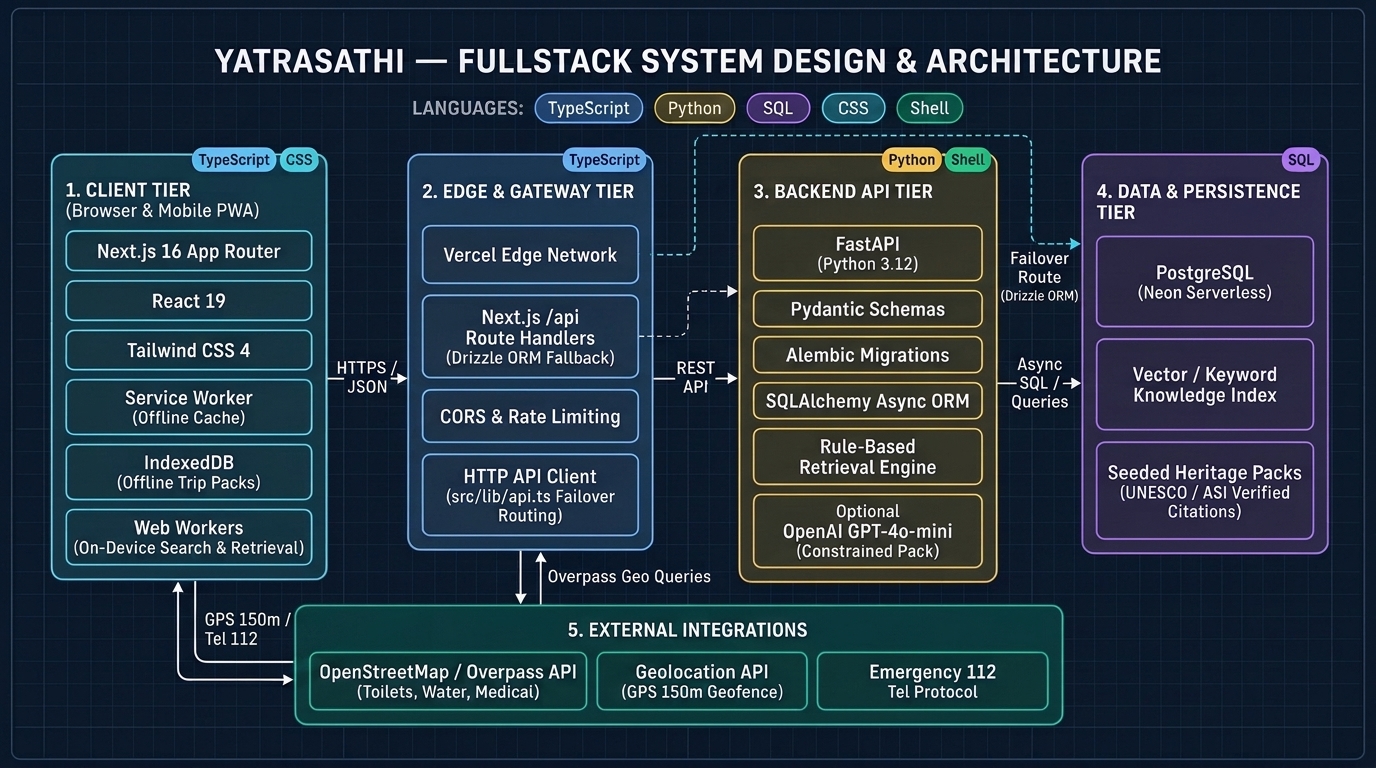 YATRASATHI — FULLSTACK SYSTEM DESIGN & ARCHITECTURE
LANGUAGES: TypeScript Python SQL CSS Shell
TypeScript CSS
1. CLIENT TIER
(Browser & Mobile PWA)
Next.js 16 App Router
React 19
Tailwind CSS 4
Service Worker
(Offline Cache)
IndexedDB
(Offline Trip Packs)
Web Workers
(On-Device Search & Retrieval)
HTTPS /
JSON
TypeScript
2. EDGE & GATEWAY TIER
Vercel Edge Network
Next.js /api
Route Handlers
(Drizzle ORM Fallback)
CORS & Rate Limiting
HTTP API Client
(src/lib/api.ts Failover
Routing)
REST
API
Python Shell
3. BACKEND API TIER
FastAPI
(Python 3.12)
Pydantic Schemas
Alembic Migrations
SQLAlchemy Async ORM
Rule-Based
Retrieval Engine
Optional
OpenAI GPT-4o-mini
(Constrained Pack)
Failover
Route
(Drizzle ORM)
Async
SQL /
Queries
SQL
4. DATA & PERSISTENCE
TIER
PostgreSQL
(Neon Serverless)
Vector / Keyword
Knowledge Index
Seeded Heritage Packs
(UNESCO / ASI Verified
Citations)
GPS 150m /
Tel 112
Overpass Geo Queries
5. EXTERNAL INTEGRATIONS
OpenStreetMap / Overpass API
(Toilets, Water, Medicai)
Geolocation API
(GPS 150m Geofence)
Emergency 112
Tel Protocol